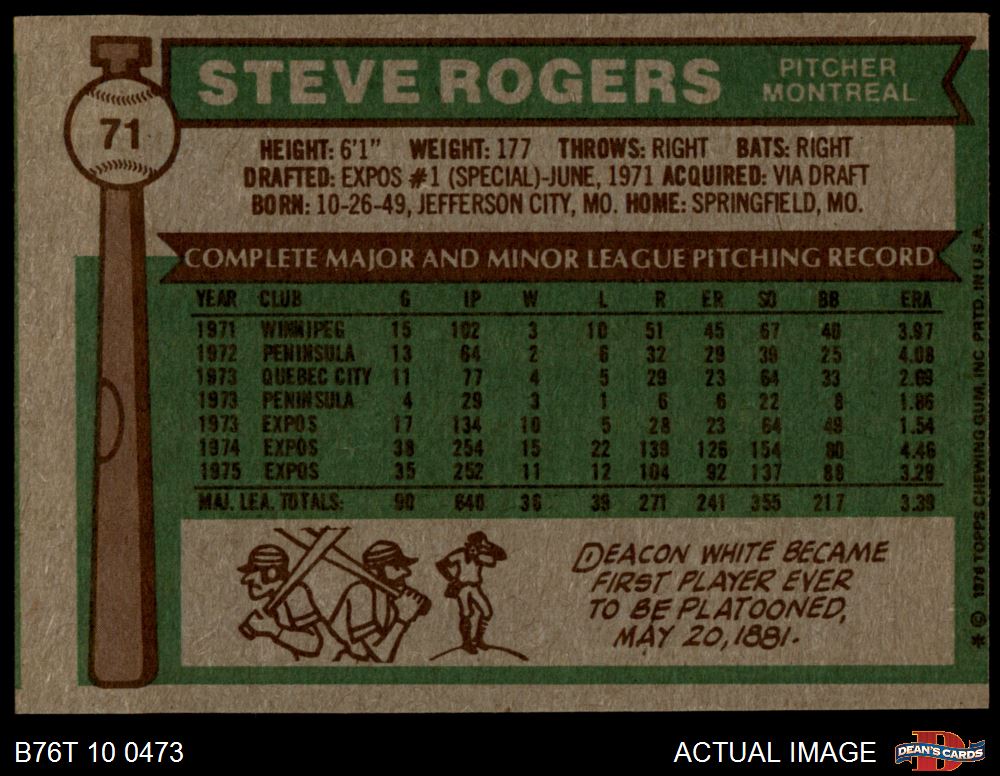 STEVE ROGERS
PITCHER
MONTREAL
71
HEIGHT: 6'1" WEIGHT: 177 THROWS: RIGHT BATS: RIGHT
DRAFTED: EXPOS #1 (SPECIAL)-JUNE, 1971 ACQUIRED: VIA DRAFT
BORN: 10-26-49, JEFFERSON CITY, MO. HOME: SPRINGFIELD, MO.
COMPLETE MAJOR AND MINOR LEAGUE PITCHING RECORD
YEAR CLUB G IP W L R ER SO BB ERA
1971 WINNIPEG 15 102 3 10 51 45 67 40 3.97
1972 PENINSULA 13 64 2 6 32 29 39 25 4.08
1973 QUEBEC CITY 11 77 4 5 29 23 64 33 2.69
1973 PENINSULA 4 29 3 1 6 6 22 8 1.86
1973 EXPOS 17 134 10 5 28 23 64 49 1.54
1974 EXPOS 38 254 15 22 139 126 154 80 4.46
1975 EXPOS 35 252 11 12 104 92 137 88 3.29
MAJ. LEA. TOTALS: 90 640 36 39 271 241 355 217 3.39
DEACON WHITE BECAME
FIRST PLAYER EVER
TO BE PLATOONED,
MAY 20, 1881.
* © 1976 TOPPS CHEWING GUM, INC. PRTD. IN U.S.A.
B76T 10 0473
ACTUAL IMAGE
D
DEAN'S CARDS